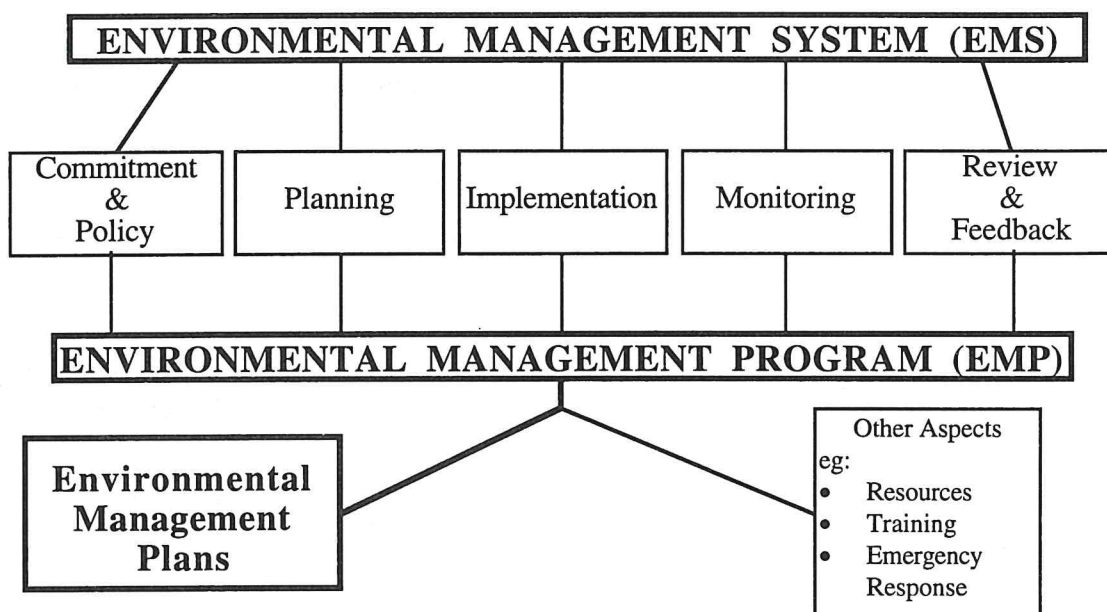 ENVIRONMENTAL MANAGEMENT SYSTEM (EMS)
Commitment
&
Policy
Planning
Implementation
Monitoring
Review
&
Feedback
ENVIRONMENTAL MANAGEMENT PROGRAM (EMP)
Environmental
Management
Plans
Other Aspects
eg:
• Resources
• Training
• Emergency
Response